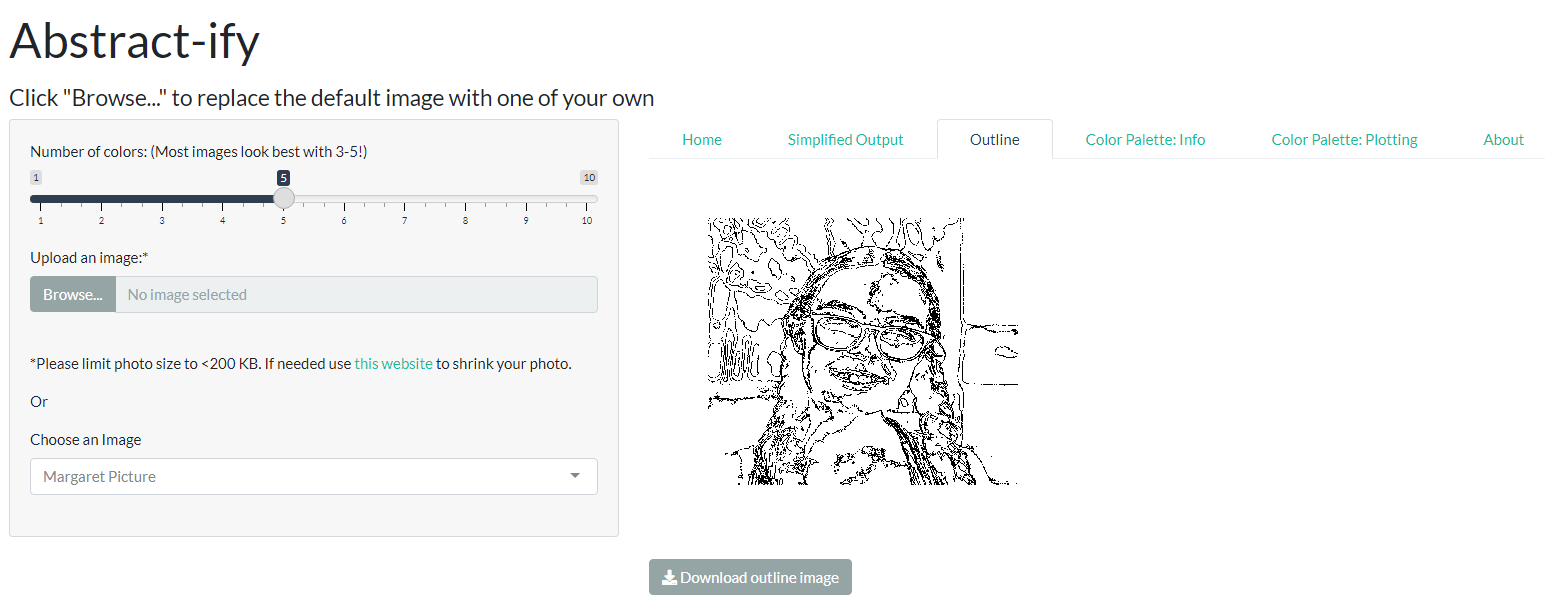 Abstract-ify
Click "Browse..." to replace the default image with one of your own
Number of colors: (Most images look best with 3-5!)
1 5 10
1 2 3 4 5 6 7 8 9 10
Upload an image:*
Browse... No image selected
*Please limit photo size to <200 KB. If needed use this website to shrink your photo.
Or
Choose an Image
Margaret Picture
Home Simplified Output Outline Color Palette: Info Color Palette: Plotting About
Download outline image